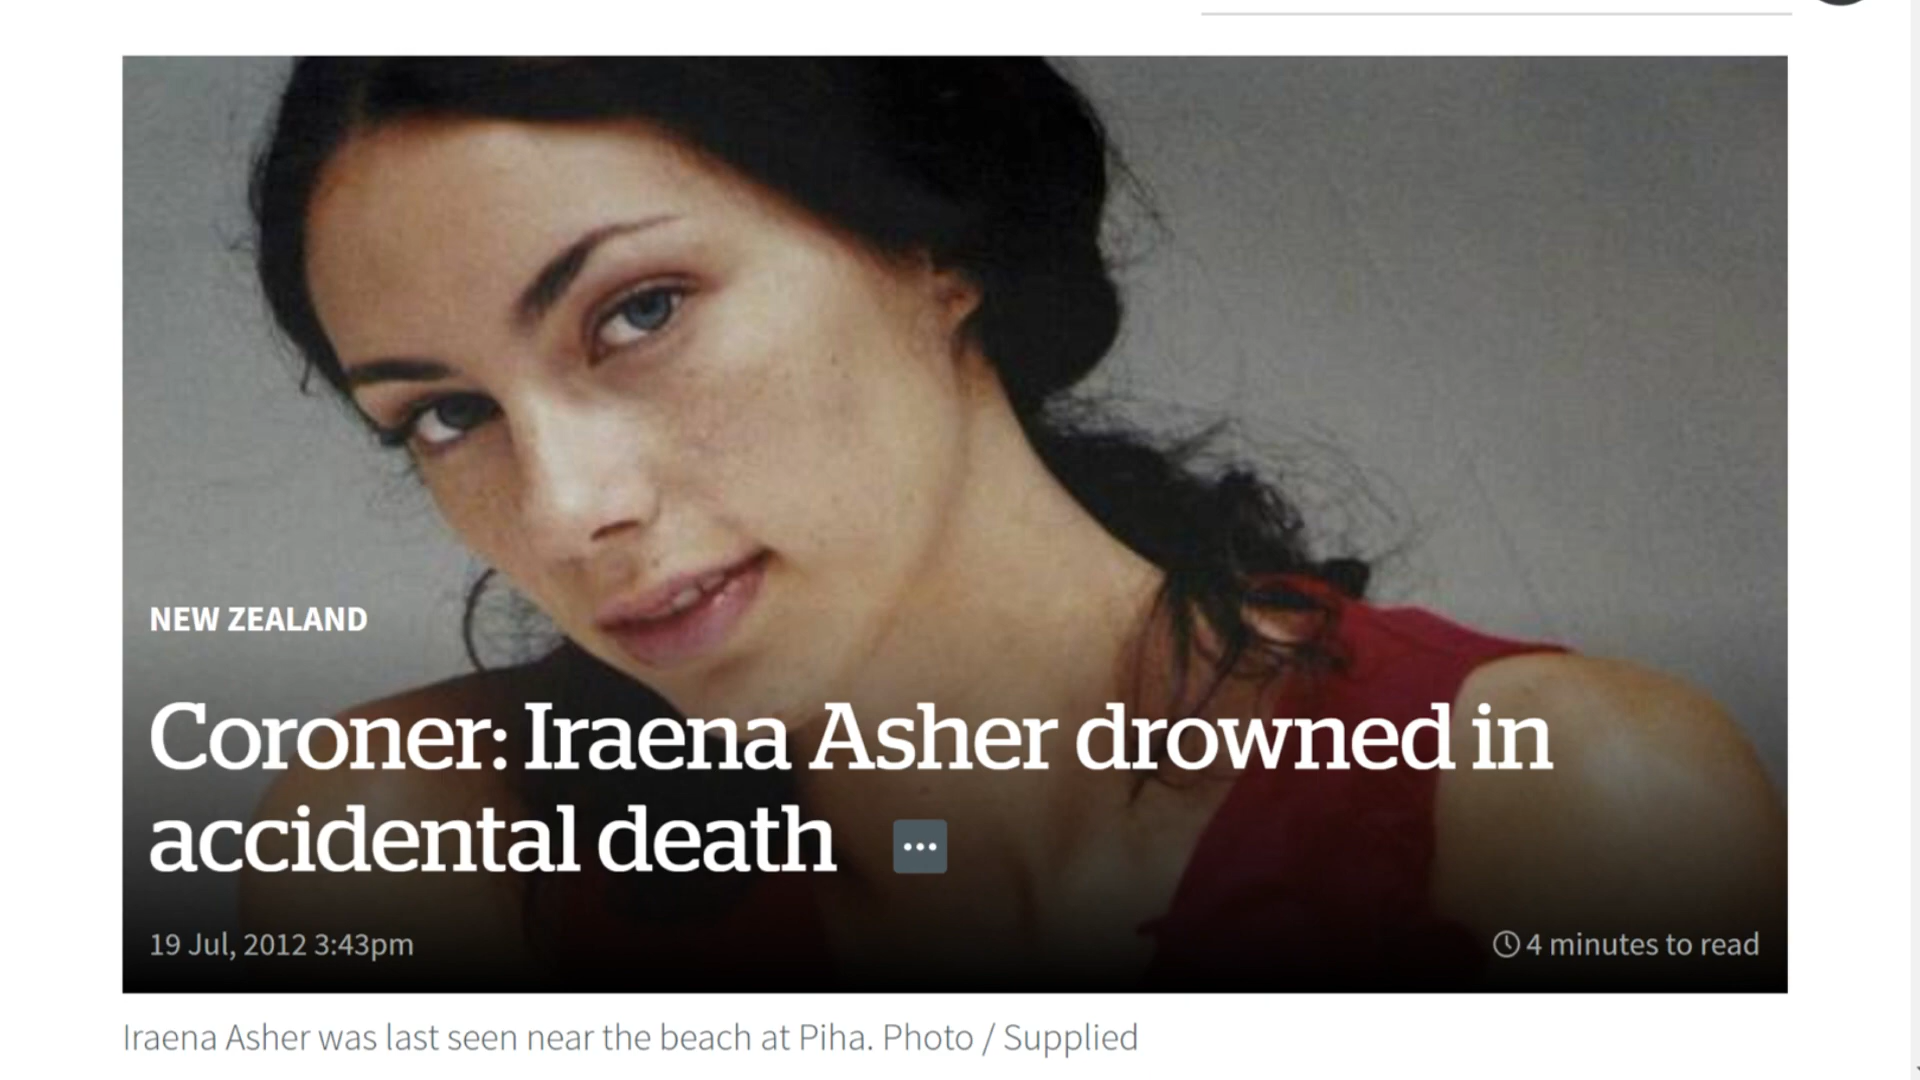 NEW ZEALAND
Coroner: Iraena Asher drowned in
accidental death
19 Jul, 2012 3:43pm
4 minutes to read
Iraena Asher was last seen near the beach at Piha. Photo / Supplied